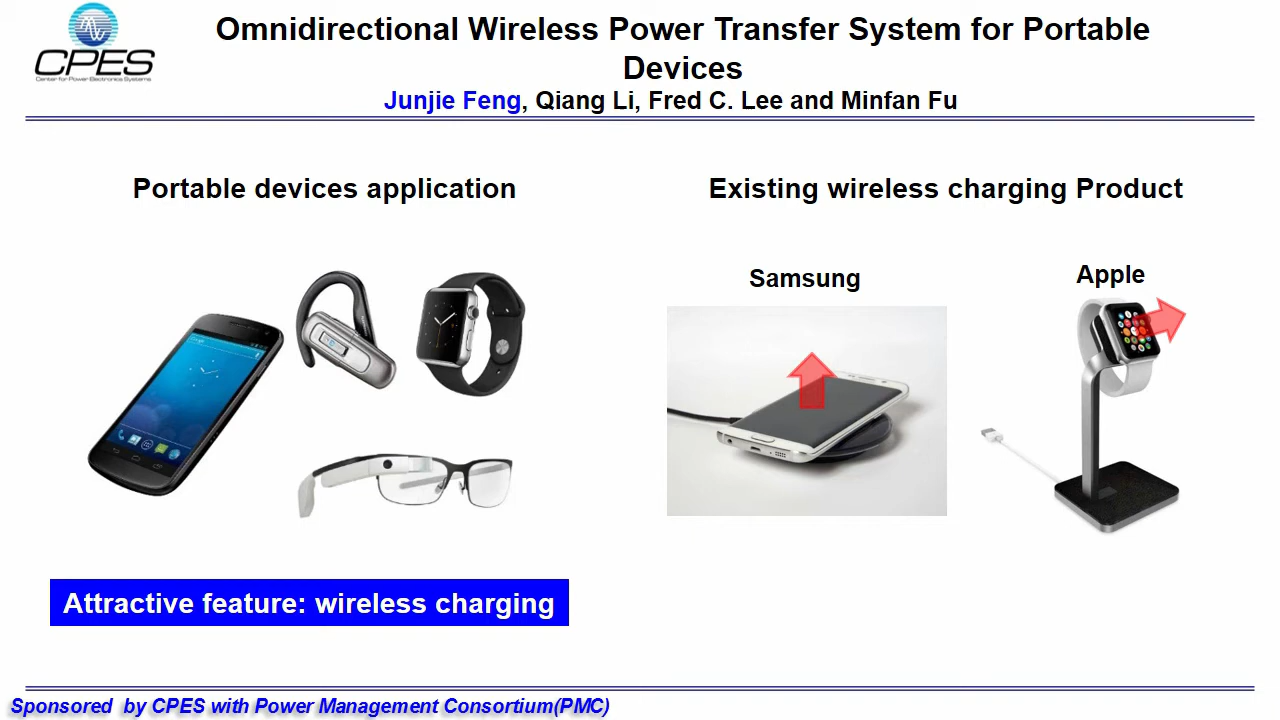 CPES
Center for Power Electronics Systems
Omnidirectional Wireless Power Transfer System for Portable
Devices
Junjie Feng, Qiang Li, Fred C. Lee and Minfan Fu
Portable devices application
Existing wireless charging Product
Samsung
Apple
Attractive feature: wireless charging
Sponsored by CPES with Power Management Consortium(PMC)